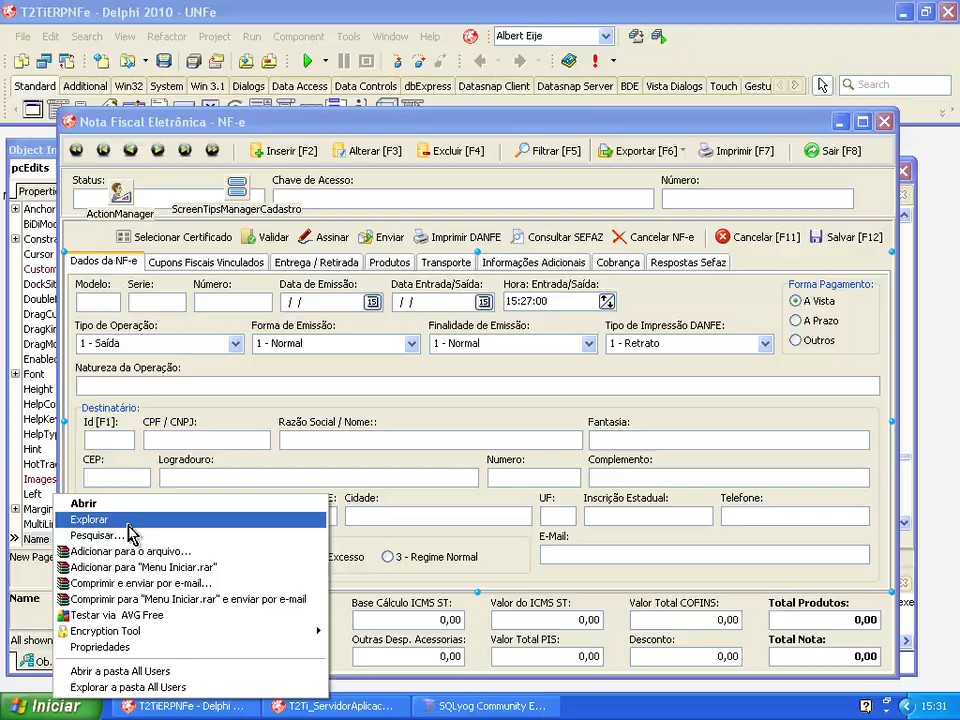 T2TiERPNFe - Delphi 2010 - UNFe
File Edit Search View Refactor Project Run Component Tools Window Help
Albert Eije
Standard Additional Win32 System Win 3.1 Dialogs Data Access Data Controls dbExpress Datasnap Client Datasnap Server BDE Vista Dialogs Touch Gestu
Search
Nota Fiscal Eletrônica - NF-e
Object In
pcEdits
Inserir [F2] Alterar [F3] Excluir [F4] Filtrar [F5] Exportar [F6] Imprimir [F7] Sair [F8]
Status: Chave de Acesso: Número:
Properti
ActionManager ScreenTipsManagerCadastro
Selecionar Certificado Validar Assinar Enviar Imprimir DANFE Consultar SEFAZ Cancelar NF-e Cancelar [F11] Salvar [F12]
Dados da NF-e Cupons Fiscais Vinculados Entrega / Retirada Produtos Transporte Informações Adicionais Cobrança Respostas Sefaz
Anchor
BiDiMod
Constra
Cursor
Custom
DockSit
Double
DragCu
DragKin
DragMo
Enabled
Font
Height
HelpCo
HelpKe
HelpTyp
Hint
HotTrac
Images
Left
Margin
MultiLin
Name
New Page
Name
All shown
Ob.
Modelo: Série: Número: Data de Emissão: Data Entrada/Saída: Hora: Entrada/Saída: Forma Pagamento:
/ / 15 / / 15 15:27:00
A Vista
A Prazo
Outros
Tipo de Operação: Forma de Emissão: Finalidade de Emissão: Tipo de Impressão DANFE:
1 - Saída 1 - Normal 1 - Normal 1 - Retrato
Natureza da Operação:
Destinatário:
Id [F1]: CPF / CNPJ: Razão Social / Nome:: Fantasia:
CEP: Logradouro: Numero: Complemento:
E: Cidade: UF: Inscrição Estadual: Telefone:
Excesso 3 - Regime Normal
E-Mail:
Base Cálculo ICMS ST: Valor do ICMS ST: Valor Total COFINS: Total Produtos:
0,00 0,00 0,00 0,00
Outras Desp. Acessorias: Valor Total PIS: Desconto: Total Nota:
0,00 0,00 0,00 0,00
Abrir
Explorar
Pesquisar...
Adicionar para o arquivo...
Adicionar para "Menu Iniciar.rar"
Comprimir e enviar por e-mail...
Comprimir para "Menu Iniciar.rar" e enviar por e-mail
Testar via AVG Free
Encryption Tool
Propriedades
Abrir a pasta All Users
Explorar a pasta All Users
Iniciar T2TiERPNFe - Delphi ... T2Ti_ServidorAplicac... SQLyog Community E... 15:31